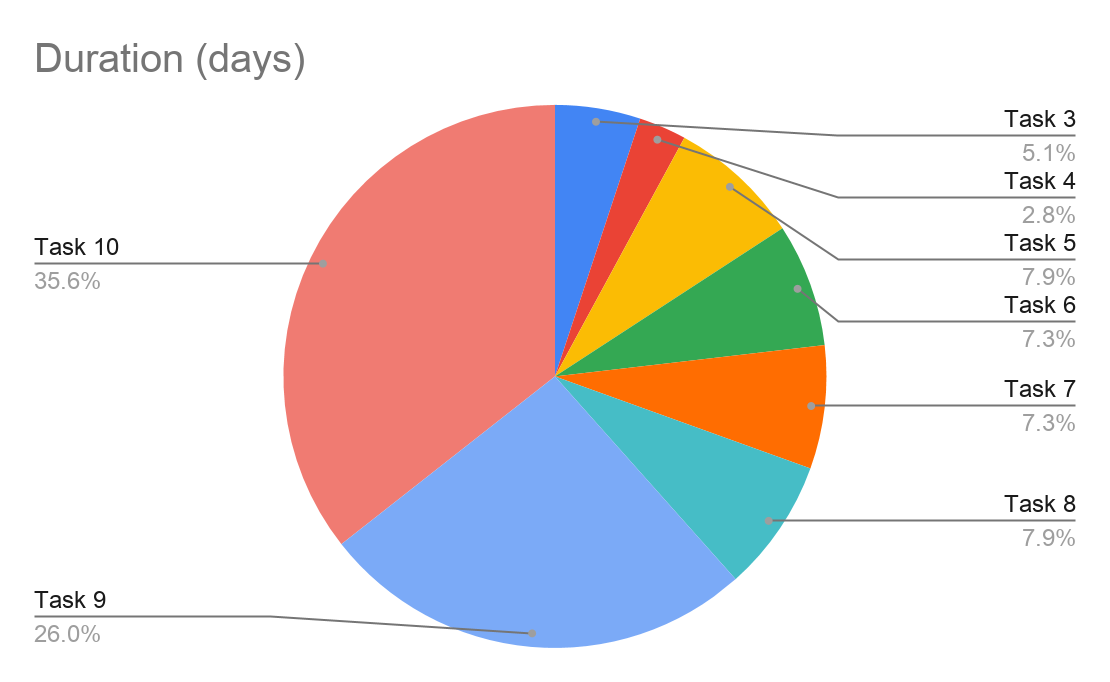 Duration (days)
Task 3
5.1%
Task 4
2.8%
Task 5
7.9%
Task 6
7.3%
Task 7
7.3%
Task 8
7.9%
Task 9
26.0%
Task 10
35.6%